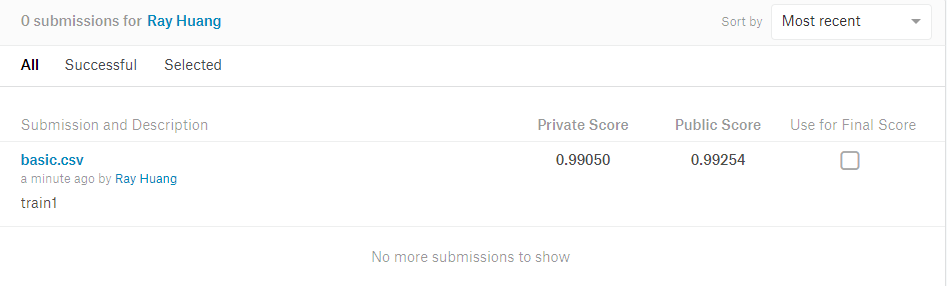 0 submissions for Ray Huang
Sort by Most recent
All Successful Selected
Submission and Description Private Score Public Score Use for Final Score
basic.csv 0.99050 0.99254
a minute ago by Ray Huang
train1
No more submissions to show